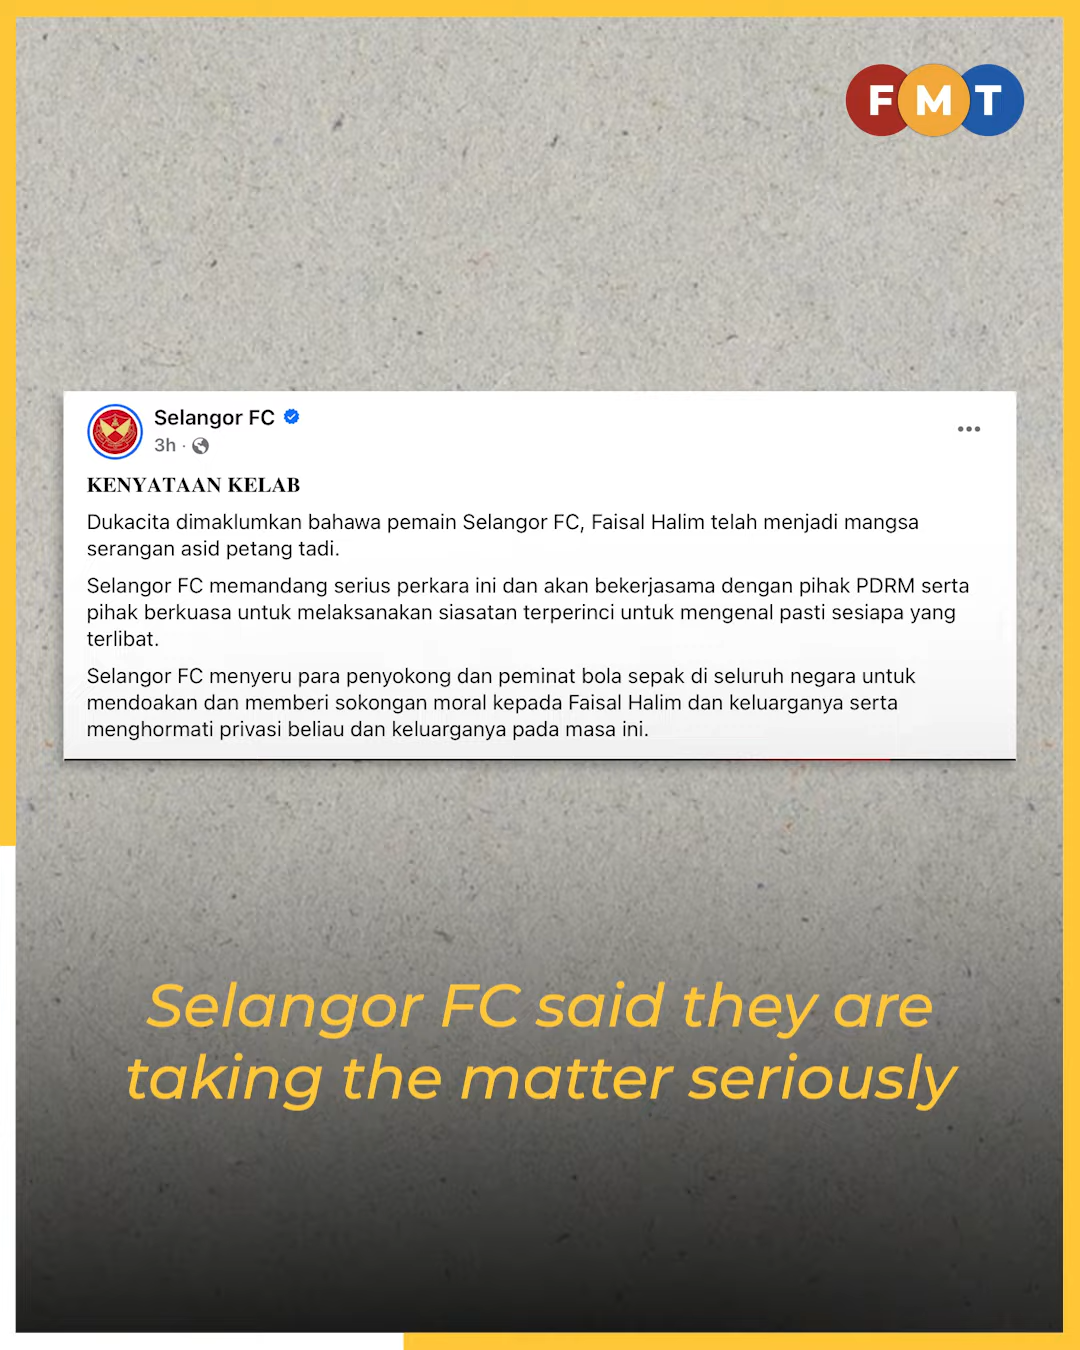 FMT
Selangor FC
3h ·
KENYATAAN KELAB
Dukacita dimaklumkan bahawa pemain Selangor FC, Faisal Halim telah menjadi mangsa
serangan asid petang tadi.
Selangor FC memandang serius perkara ini dan akan bekerjasama dengan pihak PDRM serta
pihak berkuasa untuk melaksanakan siasatan terperinci untuk mengenal pasti sesiapa yang
terlibat.
Selangor FC menyeru para penyokong dan peminat bola sepak di seluruh negara untuk
mendoakan dan memberi sokongan moral kepada Faisal Halim dan keluarganya serta
menghormati privasi beliau dan keluarganya pada masa ini.
Selangor FC said they are
taking the matter seriously